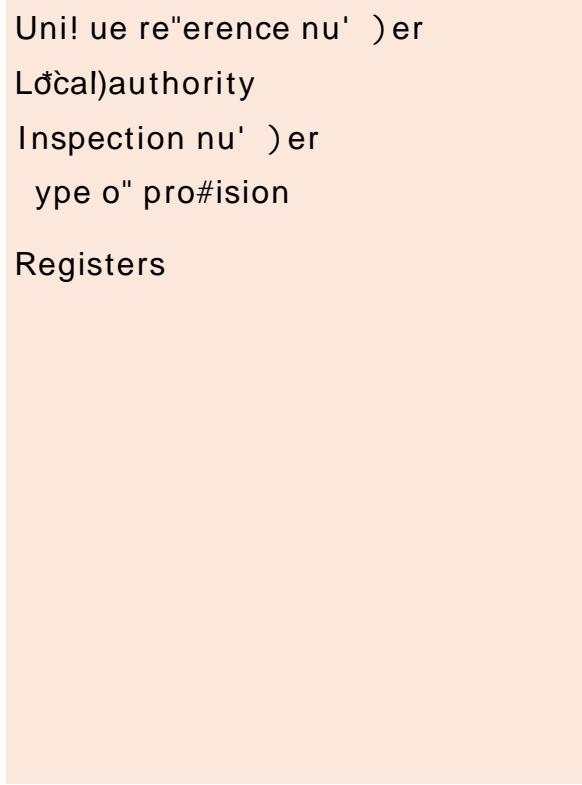 Uni! ue re"erence nu' )er
Local)authority
Inspection nu' )er
ype o" pro#ision
Registers